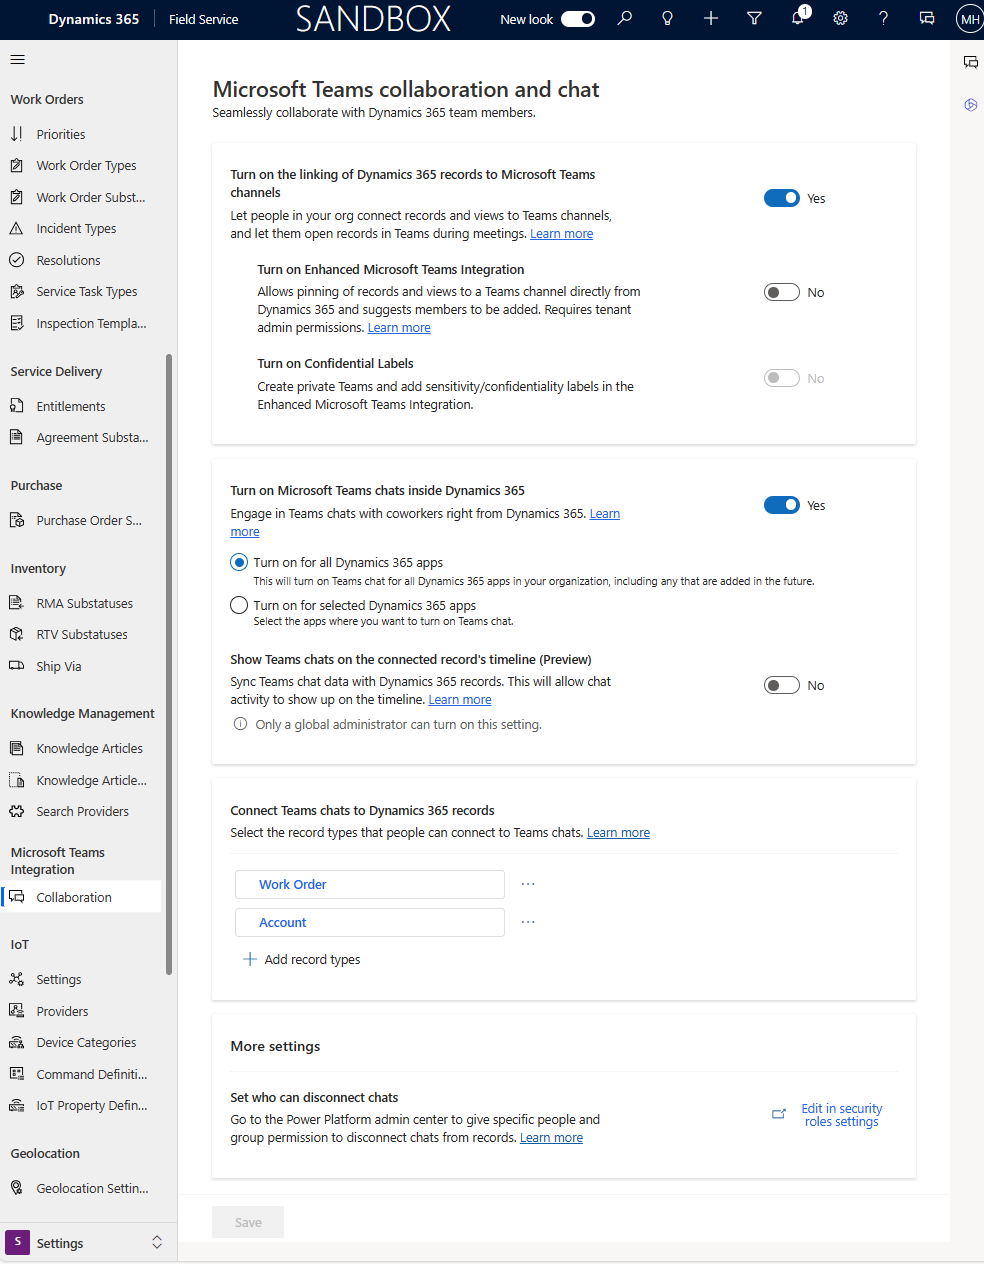 Dynamics 365
Field Service
SANDBOX
New look
1
MH
Work Orders
Priorities
Work Order Types
Work Order Subst...
Incident Types
Resolutions
Service Task Types
Inspection Templa...
Service Delivery
Entitlements
Agreement Substa...
Purchase
Purchase Order S...
Inventory
RMA Substatuses
RTV Substatuses
Ship Via
Knowledge Management
Knowledge Articles
Knowledge Article...
Search Providers
Microsoft Teams
Integration
Collaboration
IoT
Settings
Providers
Device Categories
Command Definiti...
IoT Property Defin...
Geolocation
Geolocation Settin...
S
Settings
Microsoft Teams collaboration and chat
Seamlessly collaborate with Dynamics 365 team members.
Turn on the linking of Dynamics 365 records to Microsoft Teams
channels
Yes
Let people in your org connect records and views to Teams channels,
and let them open records in Teams during meetings. Learn more
Turn on Enhanced Microsoft Teams Integration
Allows pinning of records and views to a Teams channel directly from
No
Dynamics 365 and suggests members to be added. Requires tenant
admin permissions. Learn more
Turn on Confidential Labels
No
Create private Teams and add sensitivity/confidentiality labels in the
Enhanced Microsoft Teams Integration.
Turn on Microsoft Teams chats inside Dynamics 365
Yes
Engage in Teams chats with coworkers right from Dynamics 365. Learn
more
Turn on for all Dynamics 365 apps
This will turn on Teams chat for all Dynamics 365 apps in your organization, including any that are added in the future.
Turn on for selected Dynamics 365 apps
Select the apps where you want to turn on Teams chat.
Show Teams chats on the connected record's timeline (Preview)
Sync Teams chat data with Dynamics 365 records. This will allow chat
No
activity to show up on the timeline. Learn more
Only a global administrator can turn on this setting.
Connect Teams chats to Dynamics 365 records
Select the record types that people can connect to Teams chats. Learn more
Work Order
...
Account
...
Add record types
More settings
Set who can disconnect chats
Go to the Power Platform admin center to give specific people and
group permission to disconnect chats from records. Learn more
Edit in security
roles settings
Save